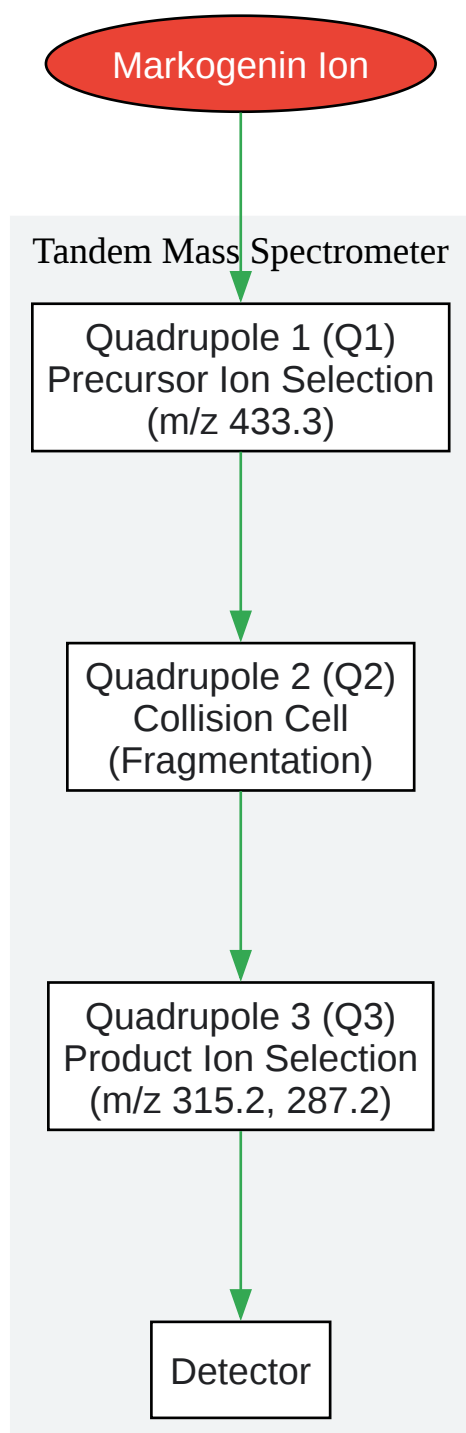 Markogenin Ion
Tandem Mass Spectrometer
Quadrupole 1 (Q1)
Precursor Ion Selection
(m/z 433.3)
Quadrupole 2 (Q2)
Collision Cell
(Fragmentation)
Quadrupole 3 (Q3)
Product Ion Selection
(m/z 315.2, 287.2)
Detector